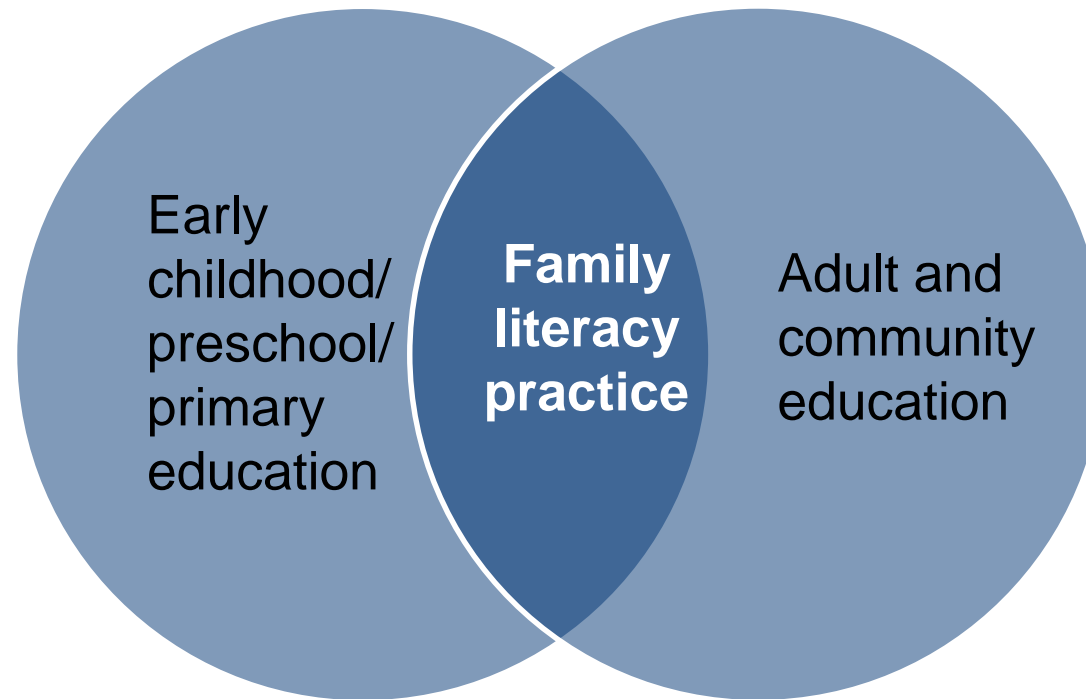 Early
childhood/
preschool/
primary
education
Family
literacy
practice
Adult and
community
education